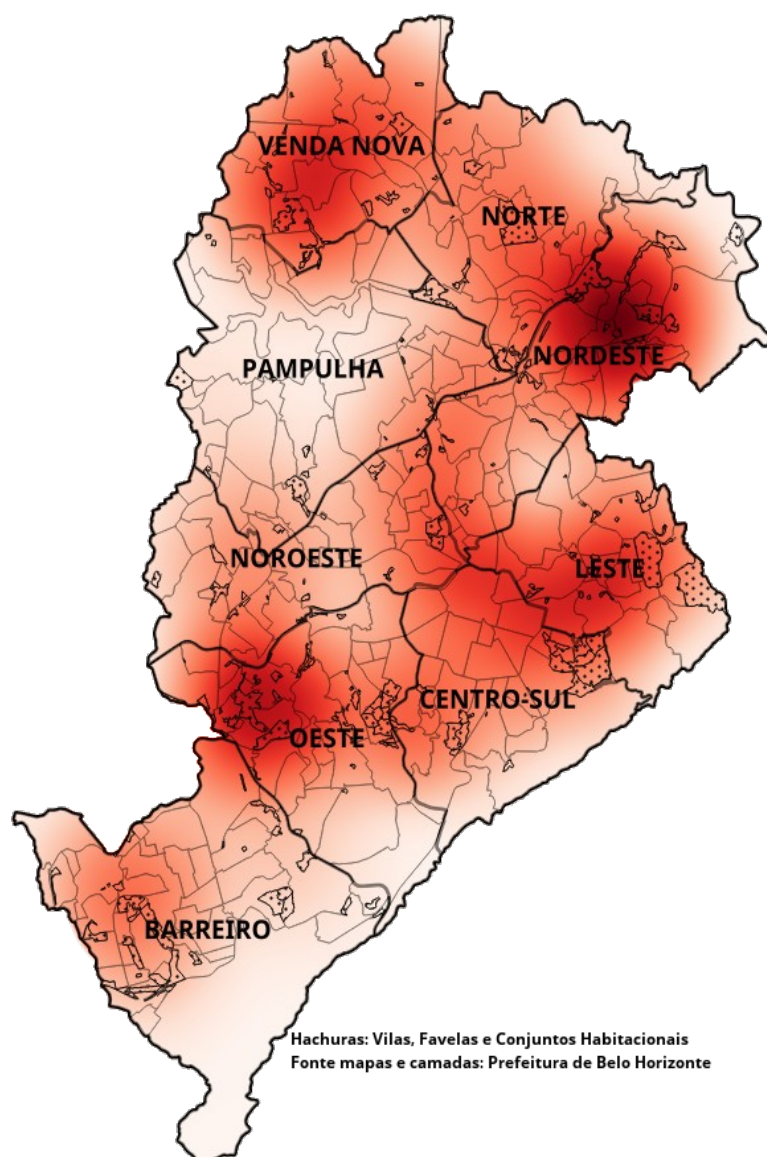 VENDA NOVA
NORTE
NORDESTE
PAMPULHA
NOROESTE
LESTE
CENTRO-SUL
OESTE
BARREIRO
Hachuras: Vilas, Favelas e Conjuntos Habitacionais
Fonte mapas e camadas: Prefeitura de Belo Horizonte